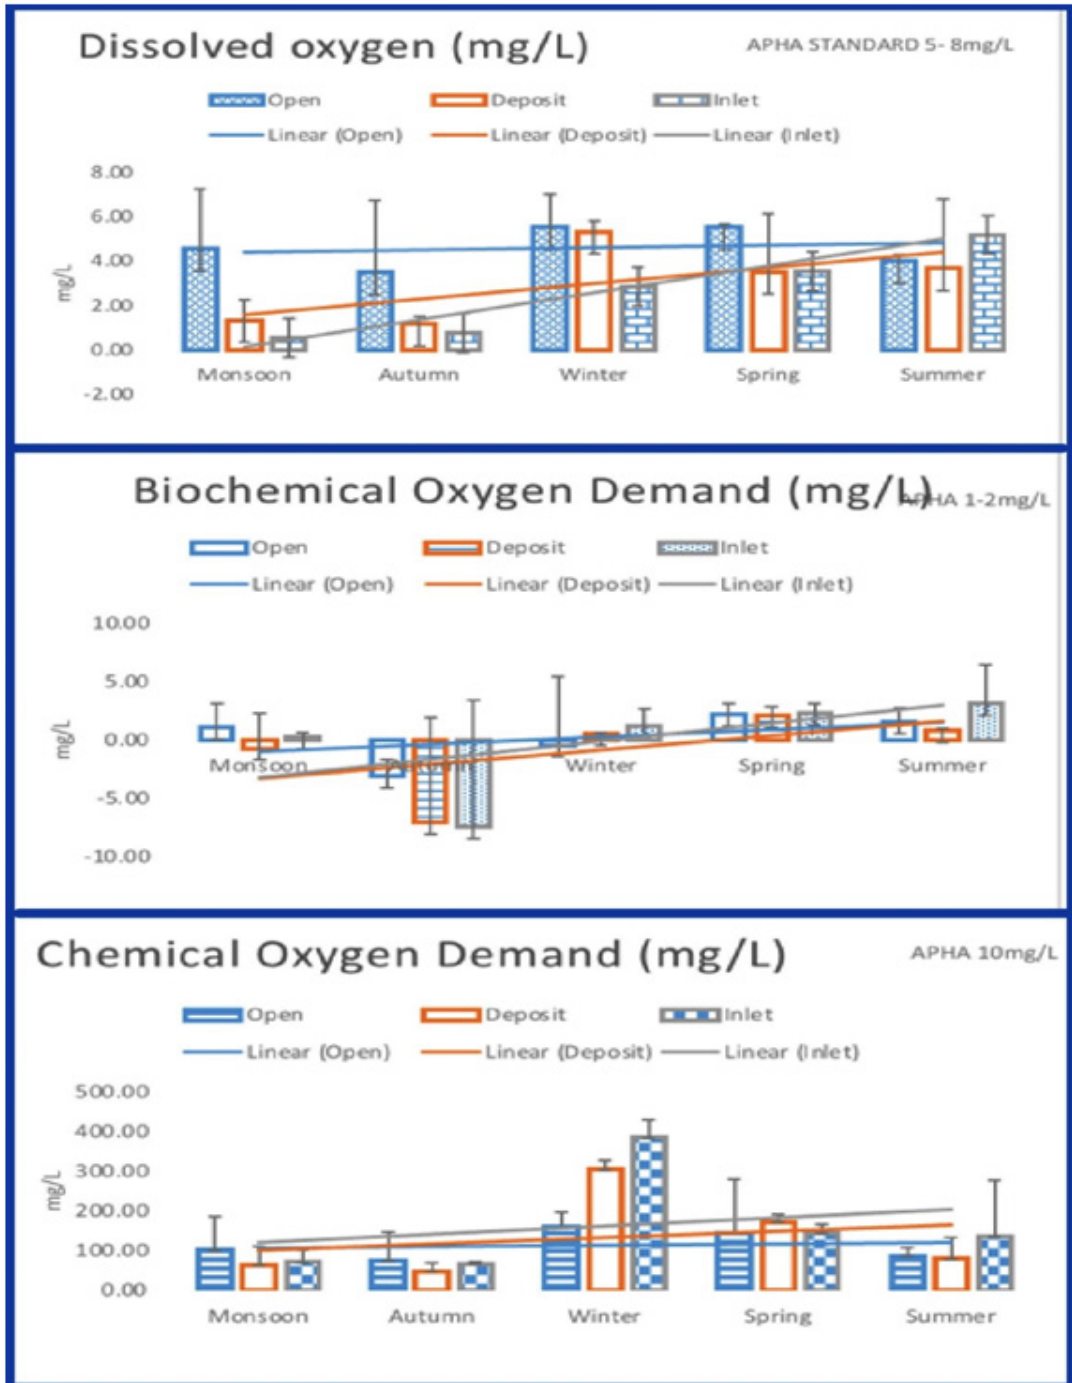 Dissolved oxygen (mg/L)
APHA STANDARD 5- 8mg/L
Open Deposit Inlet
Linear (Open) Linear (Deposit) Linear (Inlet)
8.00
6.00
4.00
2.00
0.00
-2.00
mg/L
Monsoon Autumn Winter Spring Summer
Biochemical Oxygen Demand (mg/L)
APHA 1-2mg/L
Open Deposit Inlet
Linear (Open) Linear (Deposit) Linear (Inlet)
10.00
5.00
0.00
-5.00
-10.00
mg/L
Monsoon Autumn Winter Spring Summer
Chemical Oxygen Demand (mg/L)
APHA 10mg/L
Open Deposit Inlet
Linear (Open) Linear (Deposit) Linear (Inlet)
500.00
400.00
300.00
200.00
100.00
0.00
mg/L
Monsoon Autumn Winter Spring Summer